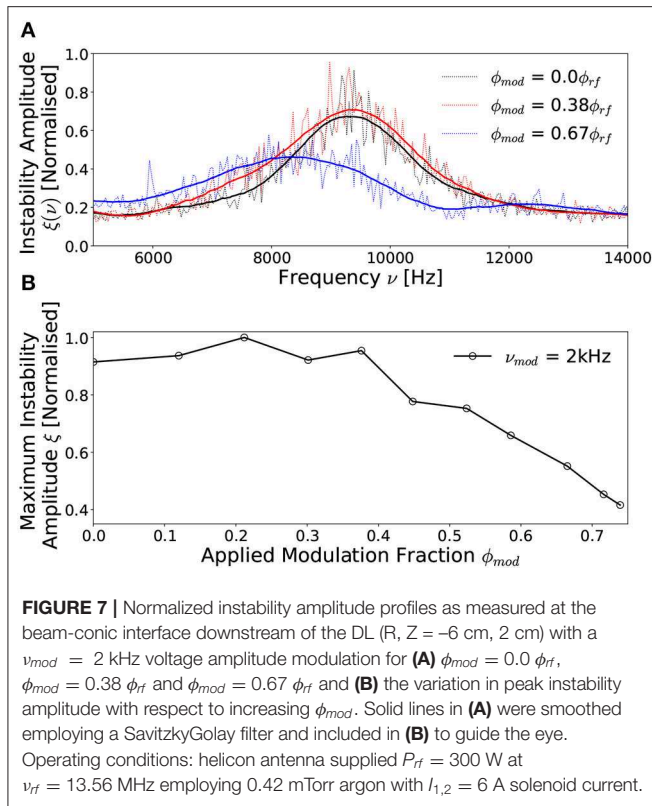 A
Instability Amplitude
ξ(ν) [Normalised]
1.0
0.8
0.6
0.4
0.2
0.0
ϕmod = 0.0ϕrf
ϕmod = 0.38ϕrf
ϕmod = 0.67ϕrf
6000 8000 10000 12000 14000
Frequency ν [Hz]
B
Maximum Instability
Amplitude ξ [Normalised]
1.0
0.8
0.6
0.4
νmod = 2kHz
0.0 0.1 0.2 0.3 0.4 0.5 0.6 0.7
Applied Modulation Fraction ϕmod
FIGURE 7 | Normalized instability amplitude profiles as measured at the
beam-conic interface downstream of the DL (R, Z = –6 cm, 2 cm) with a
νmod = 2 kHz voltage amplitude modulation for (A) ϕmod = 0.0 ϕrf,
ϕmod = 0.38 ϕrf and ϕmod = 0.67 ϕrf and (B) the variation in peak instability
amplitude with respect to increasing ϕmod. Solid lines in (A) were smoothed
employing a SavitzkyGolay filter and included in (B) to guide the eye.
Operating conditions: helicon antenna supplied Prf = 300 W at
νrf = 13.56 MHz employing 0.42 mTorr argon with I1,2 = 6 A solenoid current.